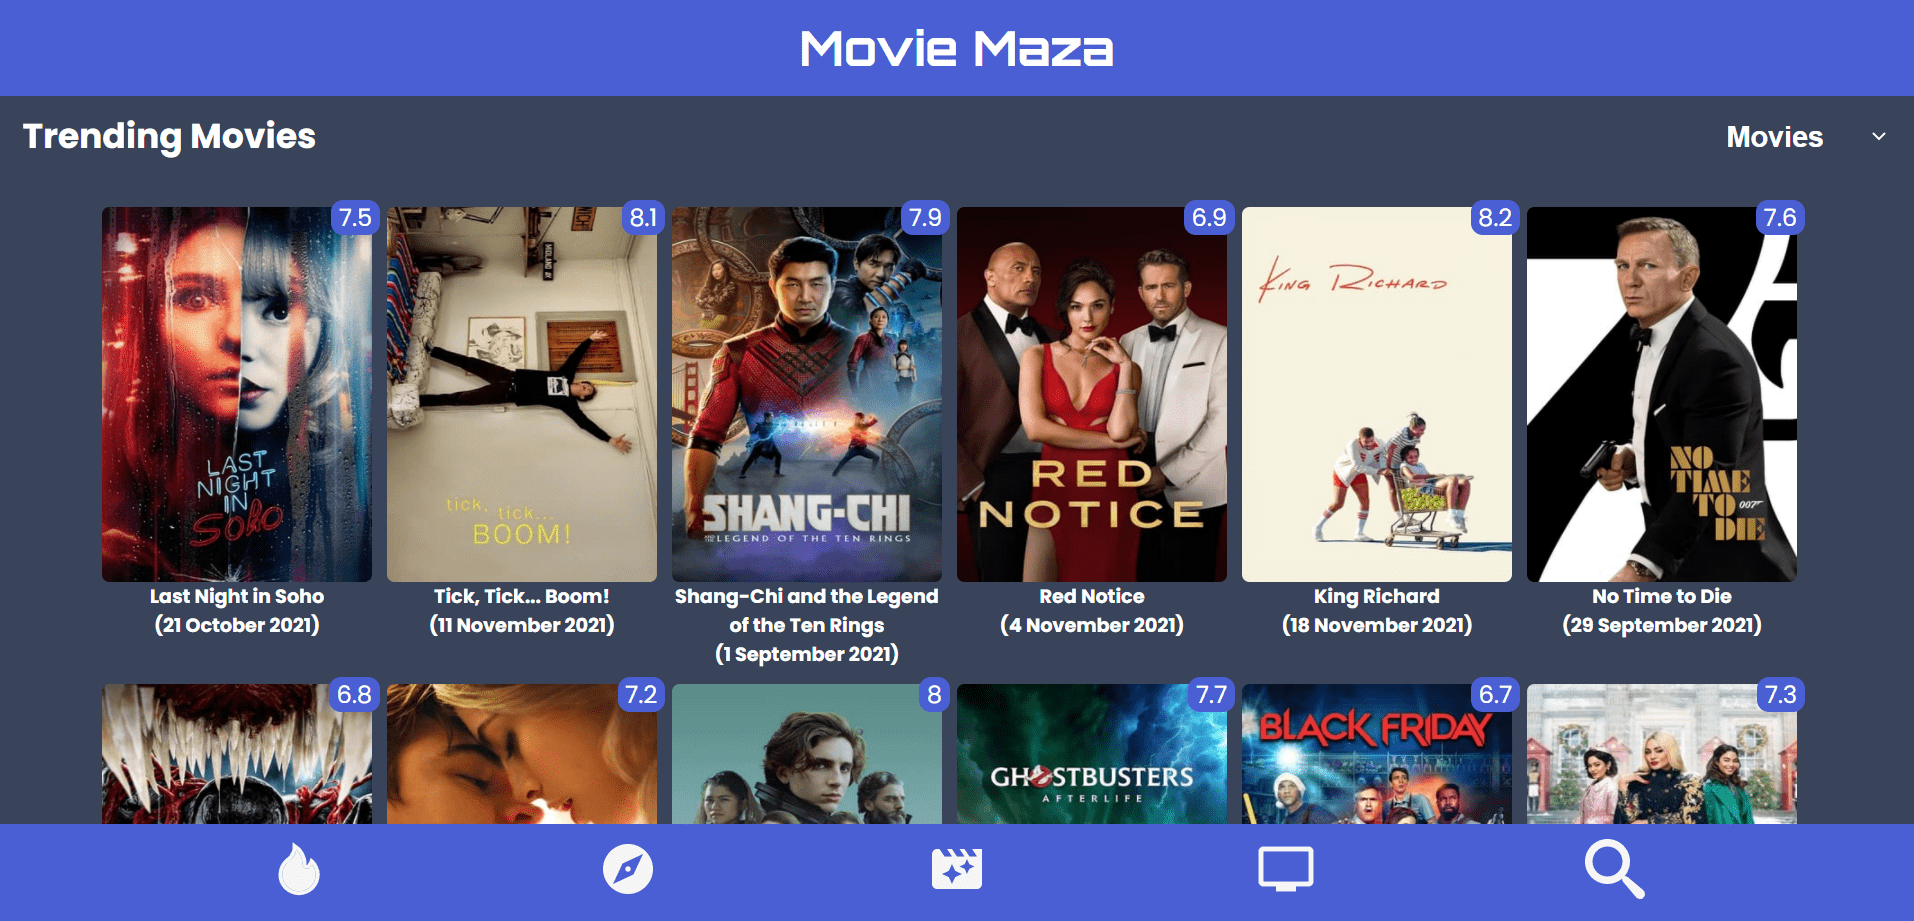 Movie Maza
Trending Movies
Movies
7.5
8.1
7.9
6.9
8.2
7.6
LAST
NIGHT
IN
Soho
MIDLAND AV
tick, tick...
BOOM!
SHANG-CHI
AND THE LEGEND OF THE TEN RINGS
RED
NOTICE
KING RICHARD
NO
TIME
TO 007
DIE
Last Night in Soho
(21 October 2021)
Tick, Tick... Boom!
(11 November 2021)
Shang-Chi and the Legend
of the Ten Rings
(1 September 2021)
Red Notice
(4 November 2021)
King Richard
(18 November 2021)
No Time to Die
(29 September 2021)
6.8
7.2
8
7.7
6.7
7.3
GHOSTBUSTERS
AFTERLIFE
BLACK FRIDAY